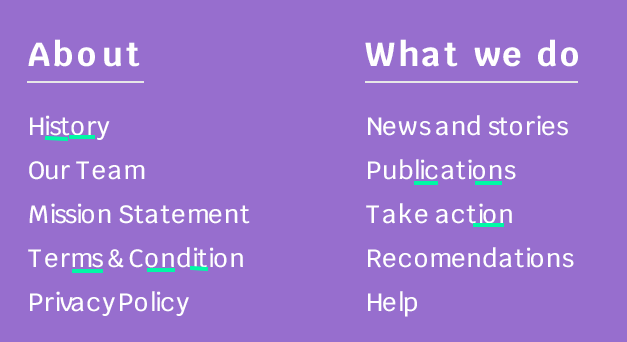 About
History
Our Team
Mission Statement
Terms & Condition
Privacy Policy
What we do
News and stories
Publications
Take action
Recomendations
Help